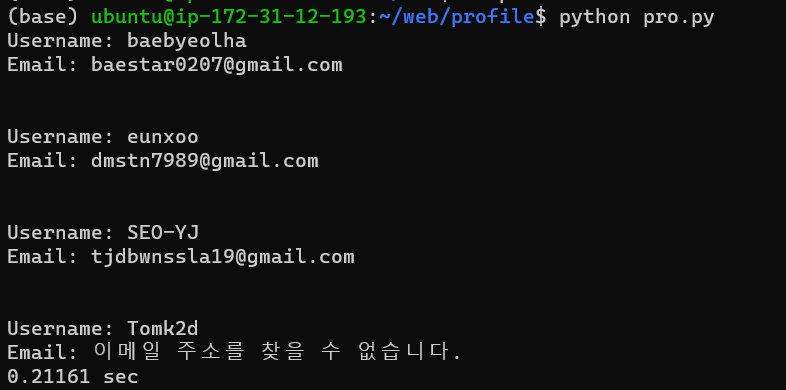 (base) ubuntu@ip-172-31-12-193:~/web/profile$ python pro.py
Username: baebyeolha
Email: baestar0207@gmail.com
Username: eunxoo
Email: dmstn7989@gmail.com
Username: SEO-YJ
Email: tjdbwnssla19@gmail.com
Username: Tomk2d
Email: 이메일 주소를 찾을 수 없습니다.
0.21161 sec